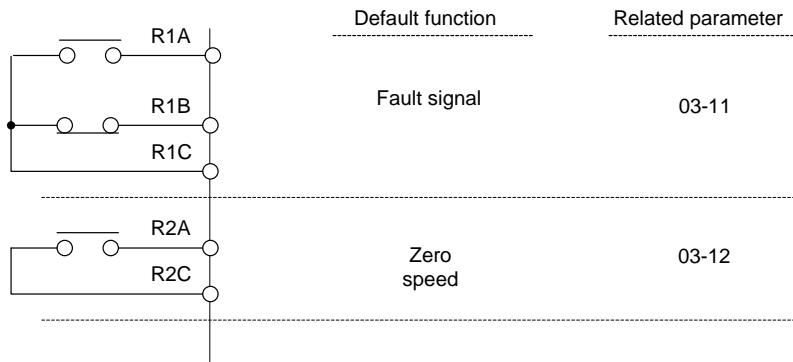 Default function Related parameter
R1A
Fault signal
R1B
03-11
R1C
R2A
Zero
speed
03-12
R2C